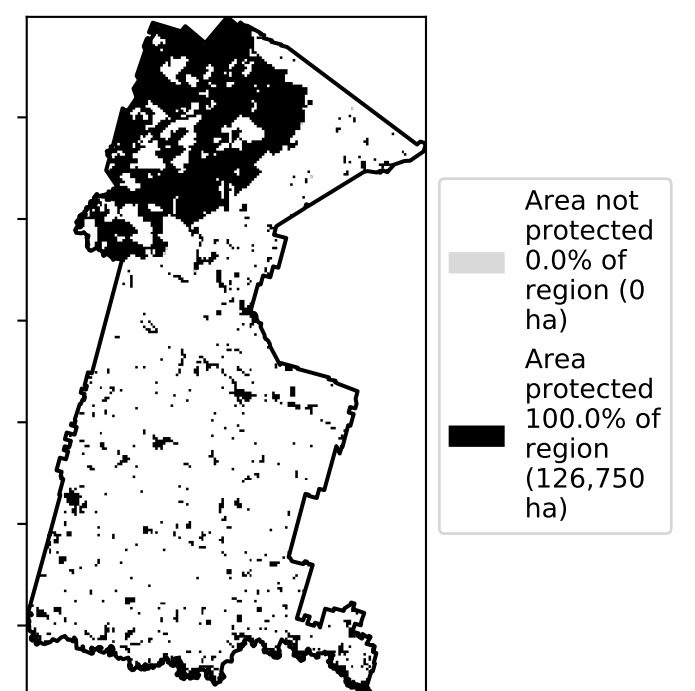 Area not
protected
0.0% of
region (0
ha)
Area
protected
100.0% of
region
(126,750
ha)